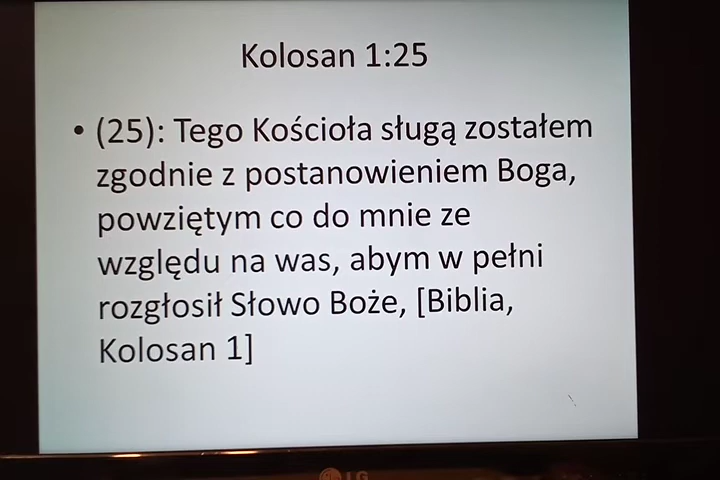 Kolosan 1:25
• (25): Tego Kościoła sługą zostałem
zgodnie z postanowieniem Boga,
powziętym co do mnie ze
względu na was, abym w pełni
rozgłosił Słowo Boże, [Biblia,
Kolosan 1]
LG